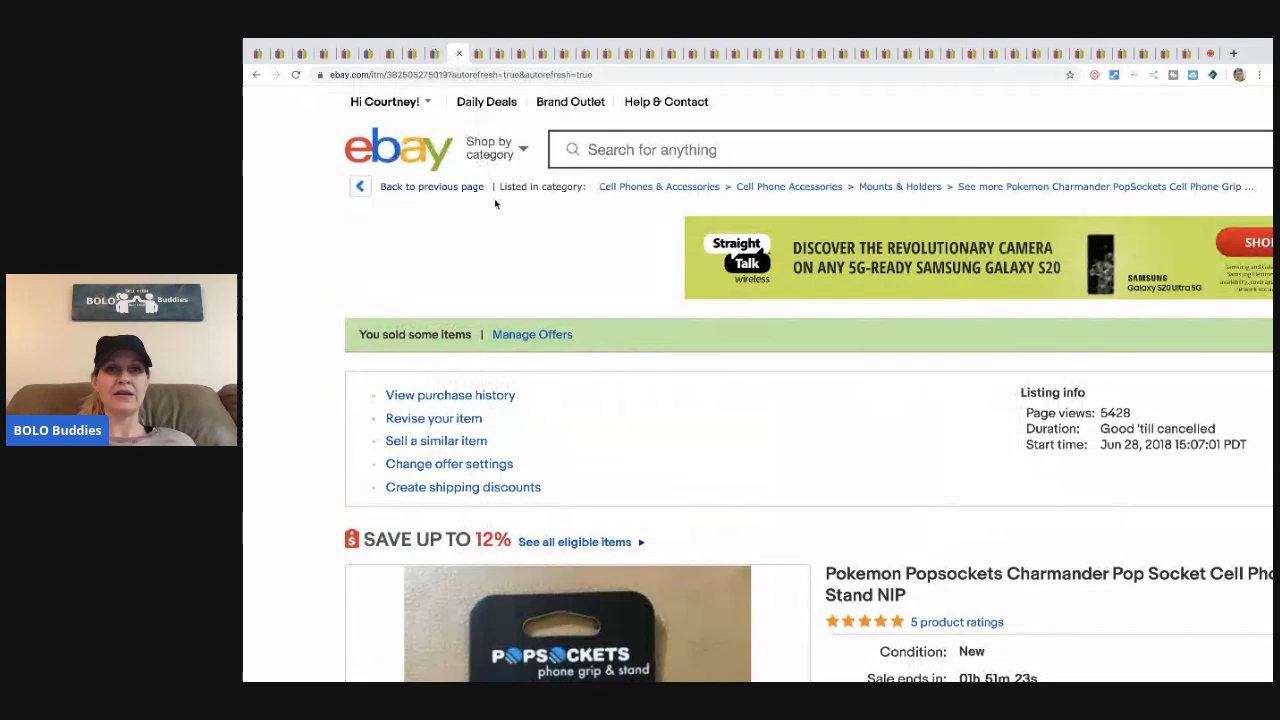 ebay.com/itm/382505275019?autorefresh=true&autorefresh=true
Hi Courtney! Daily Deals Brand Outlet Help & Contact
ebay
Shop by
category
Search for anything
Back to previous page | Listed in category: Cell Phones & Accessories > Cell Phone Accessories > Mounts & Holders > See more Pokemon Charmander PopSockets Cell Phone Grip ...
Straight
Talk
wireless
DISCOVER THE REVOLUTIONARY CAMERA
ON ANY 5G-READY SAMSUNG GALAXY S20
SAMSUNG
Galaxy S20 Ultra 5G
SHO
You sold some items | Manage Offers
View purchase history
Revise your item
Sell a similar item
Change offer settings
Create shipping discounts
Listing info
Page views: 5428
Duration: Good 'till cancelled
Start time: Jun 28, 2018 15:07:01 PDT
SAVE UP TO 12% See all eligible items
POPSOCKETS
phone grip & stand
Pokemon Popsockets Charmander Pop Socket Cell Pho
Stand NIP
5 product ratings
Condition: New
Sale ends in: 01h 51m 23s
BOLO Buddies
BOLO Buddies